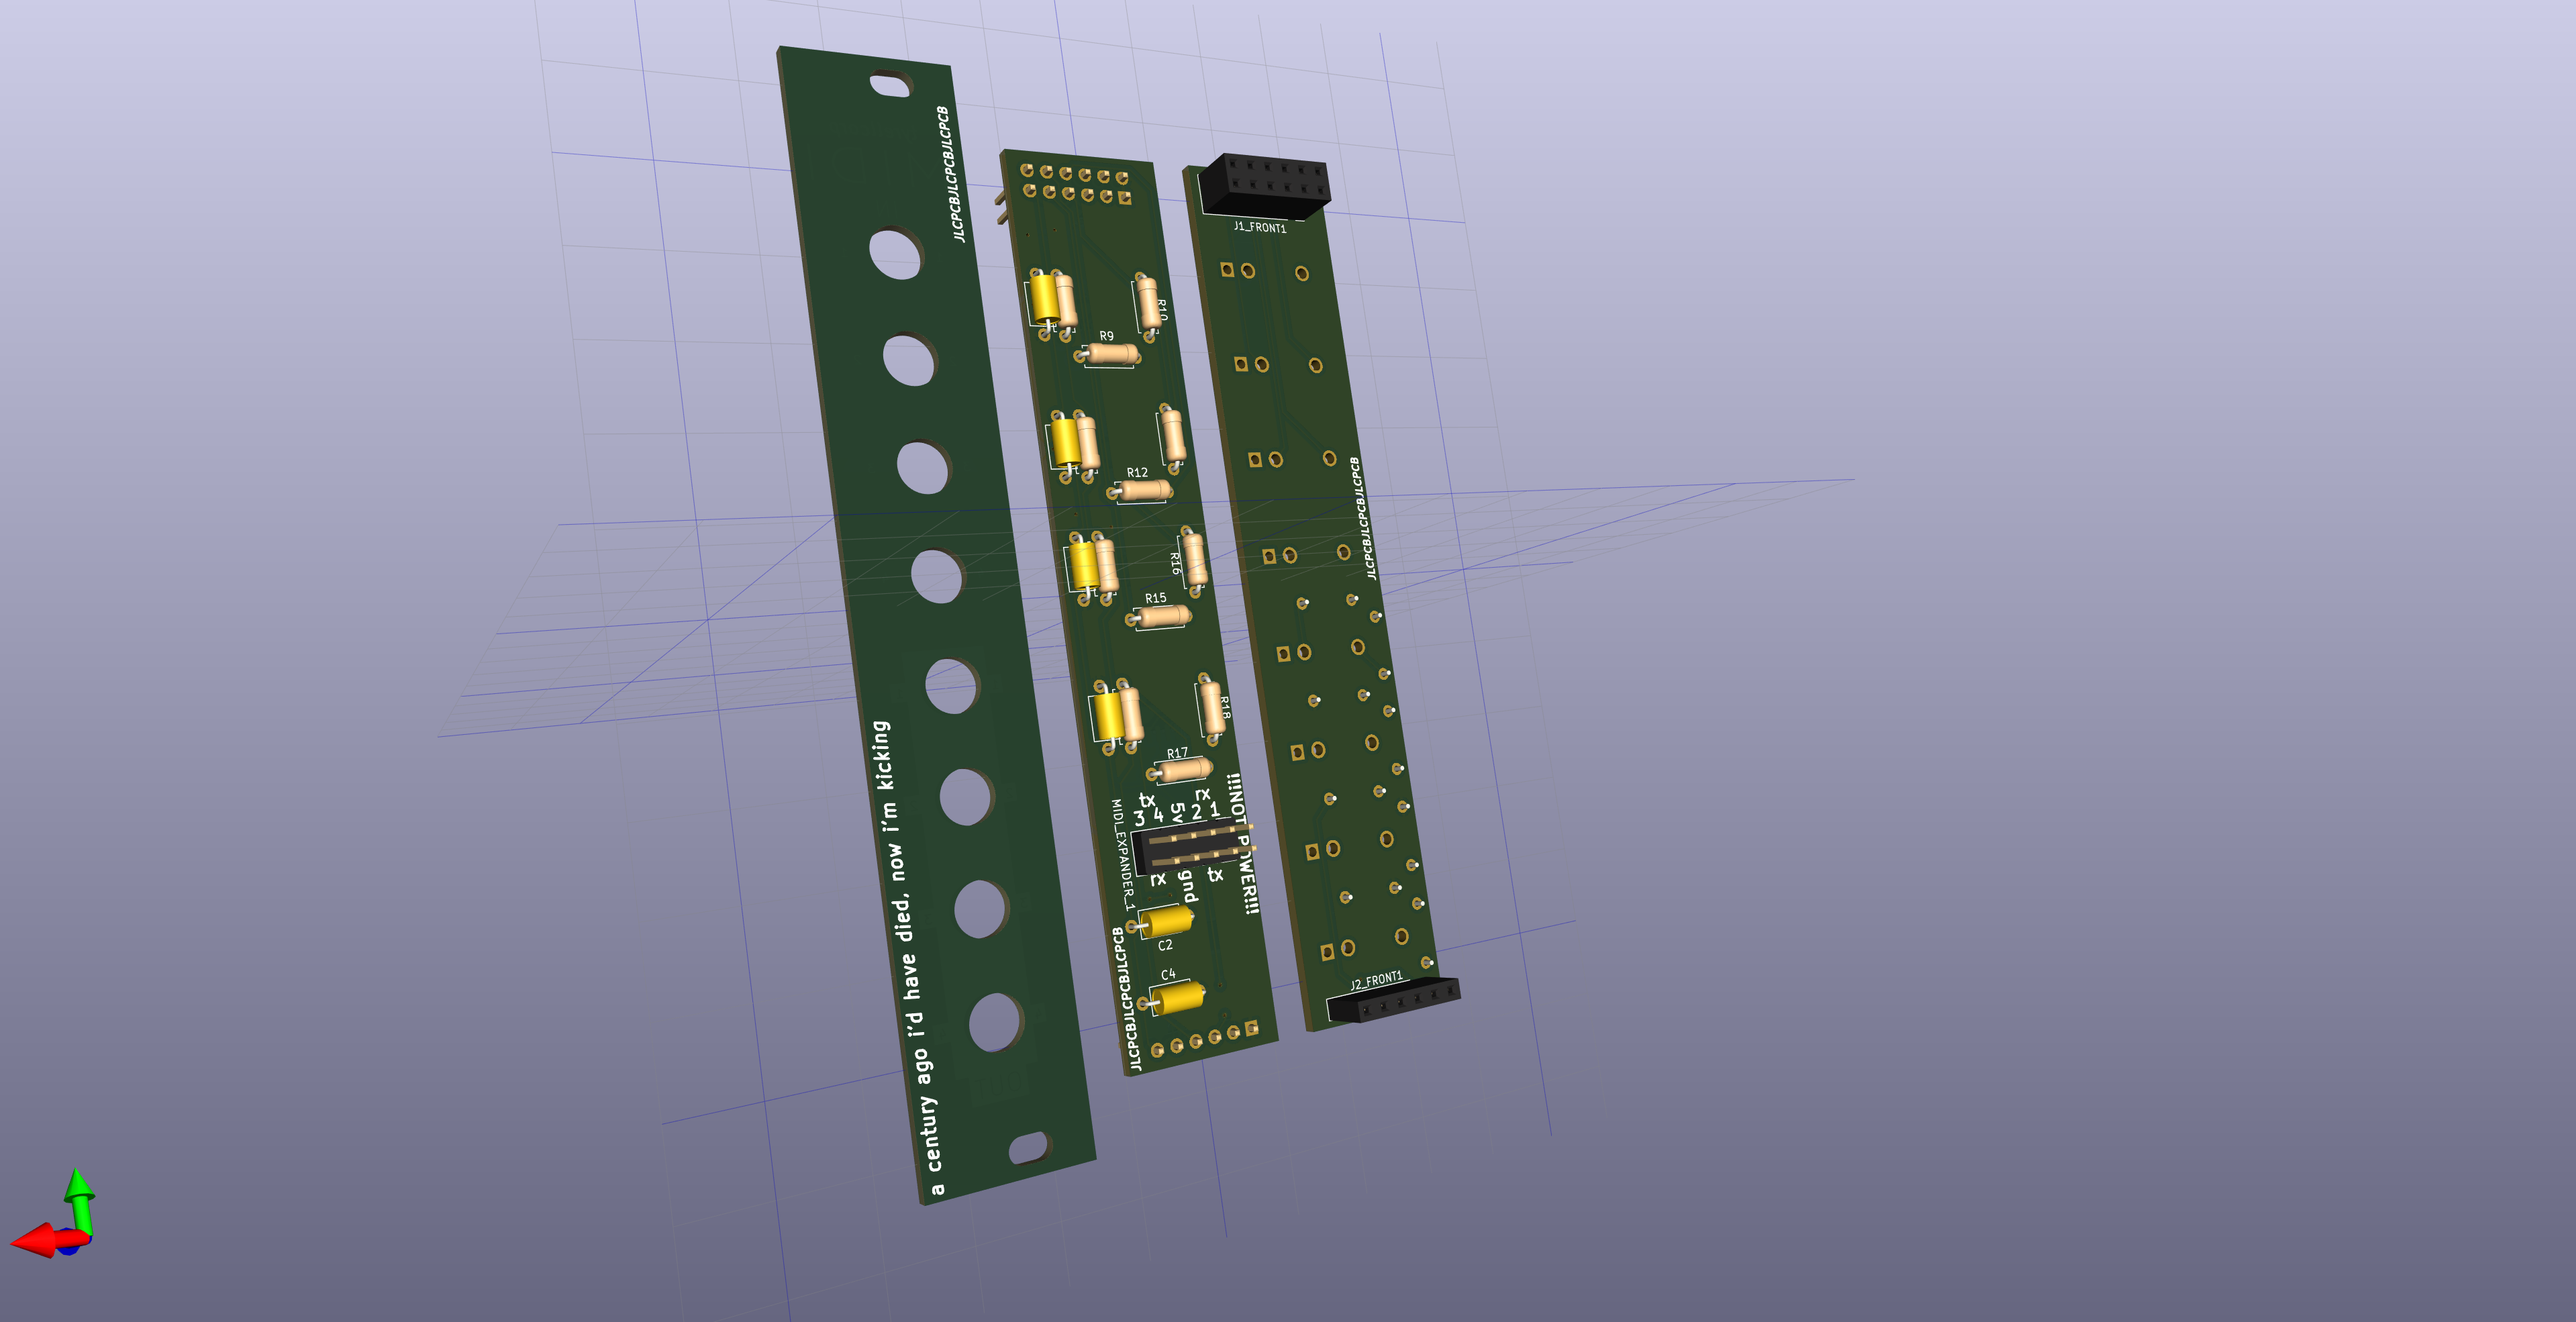 JLCPCBJLCPCBJLCPCB
a century ago i'd have died, now i'm kicking
R10
R9
R12
R16
R15
R18
R17
tx rx
3 4 5v 2 1
!!!NOT POWER!!!
MIDI_EXPANDER_1
rx gnd tx
C2
C4
JLCPCBJLCPCBJLCPCB
J1_FRONT1
JLCPCBJLCPCBJLCPCB
J2_FRONT1